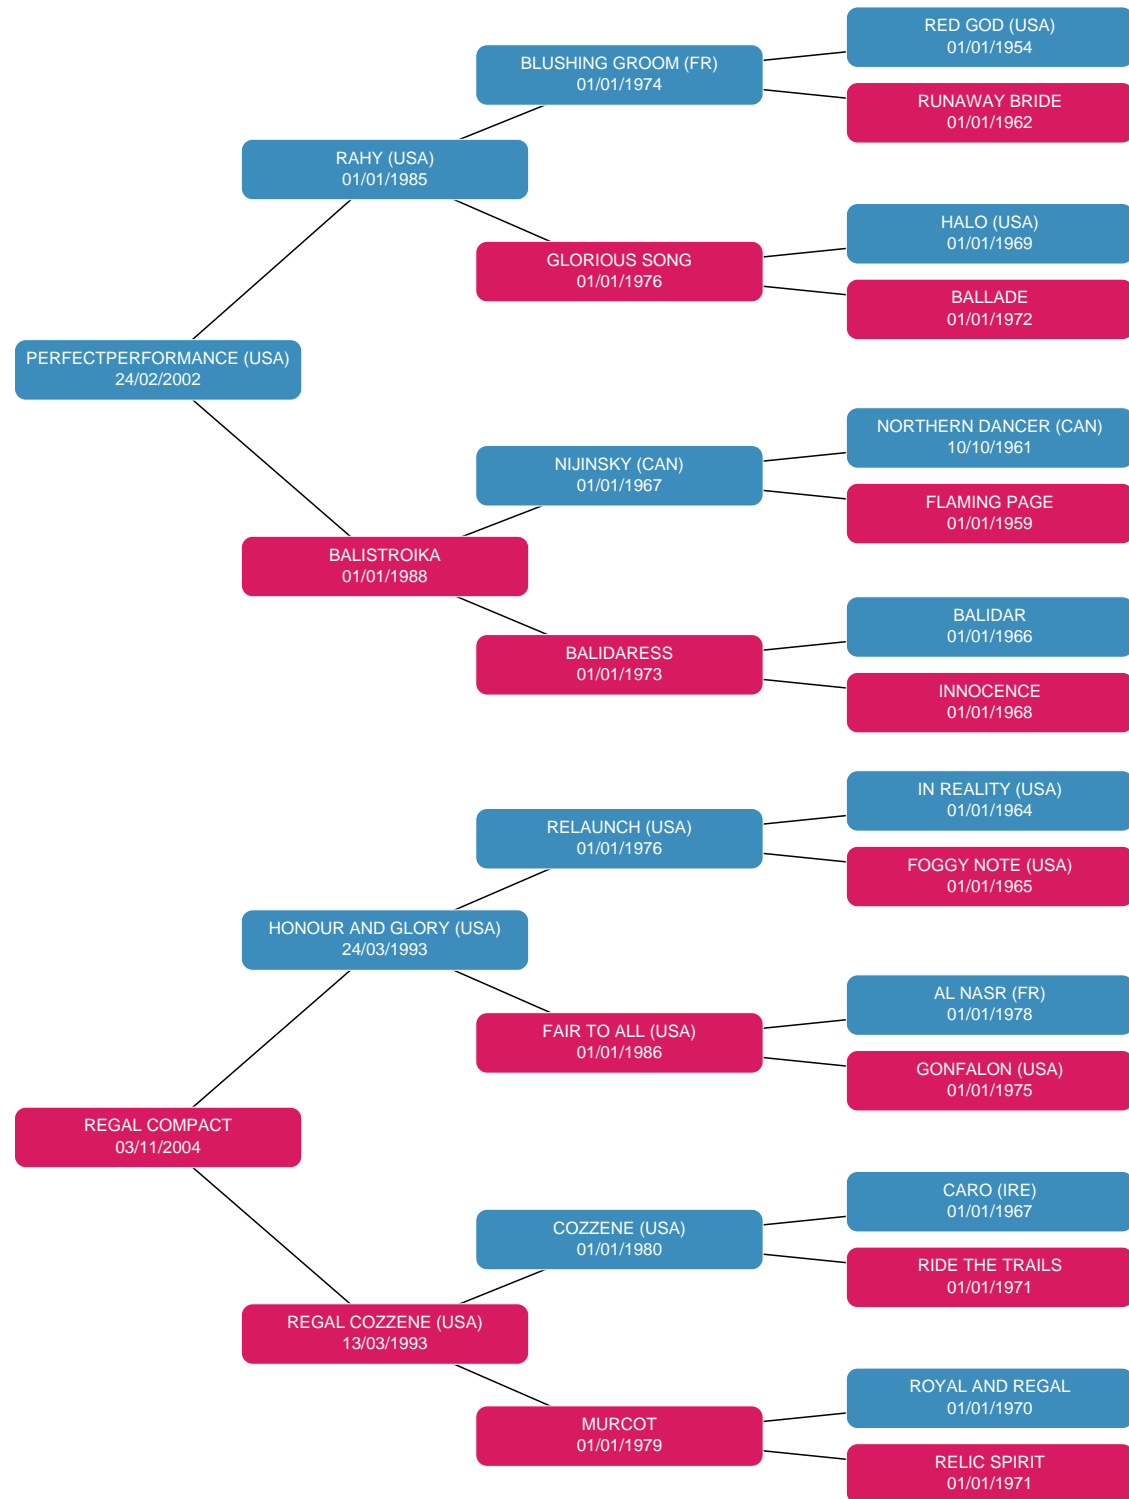 RED GOD (USA)
01/01/1954
BLUSHING GROOM (FR)
01/01/1974
RUNAWAY BRIDE
01/01/1962
RAHY (USA)
01/01/1985
HALO (USA)
01/01/1969
GLORIOUS SONG
01/01/1976
BALLADE
01/01/1972
PERFECTPERFORMANCE (USA)
24/02/2002
NORTHERN DANCER (CAN)
10/10/1961
NIJINSKY (CAN)
01/01/1967
FLAMING PAGE
01/01/1959
BALISTROIKA
01/01/1988
BALIDAR
01/01/1966
BALIDARESS
01/01/1973
INNOCENCE
01/01/1968
IN REALITY (USA)
01/01/1964
RELAUNCH (USA)
01/01/1976
FOGGY NOTE (USA)
01/01/1965
HONOUR AND GLORY (USA)
24/03/1993
AL NASR (FR)
01/01/1978
FAIR TO ALL (USA)
01/01/1986
GONFALON (USA)
01/01/1975
REGAL COMPACT
03/11/2004
CARO (IRE)
01/01/1967
COZZENE (USA)
01/01/1980
RIDE THE TRAILS
01/01/1971
REGAL COZZENE (USA)
13/03/1993
ROYAL AND REGAL
01/01/1970
MURCOT
01/01/1979
RELIC SPIRIT
01/01/1971